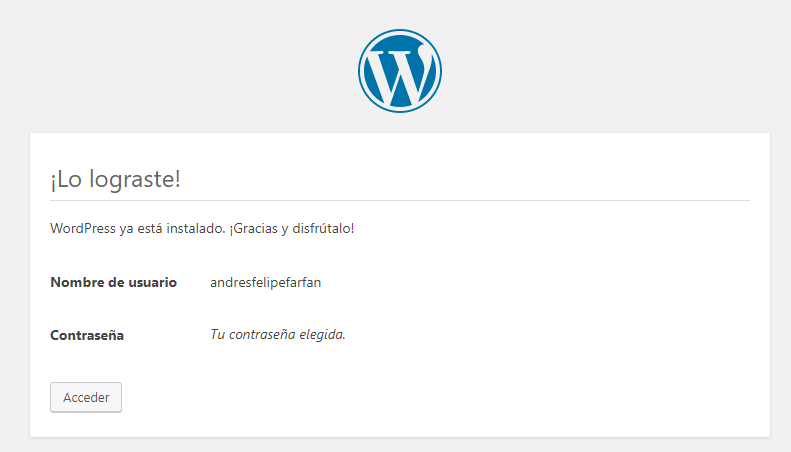 ¡Lo lograste!
WordPress ya está instalado. ¡Gracias y disfrútalo!
Nombre de usuario andresfelipefarfan
Contraseña Tu contraseña elegida.
Acceder